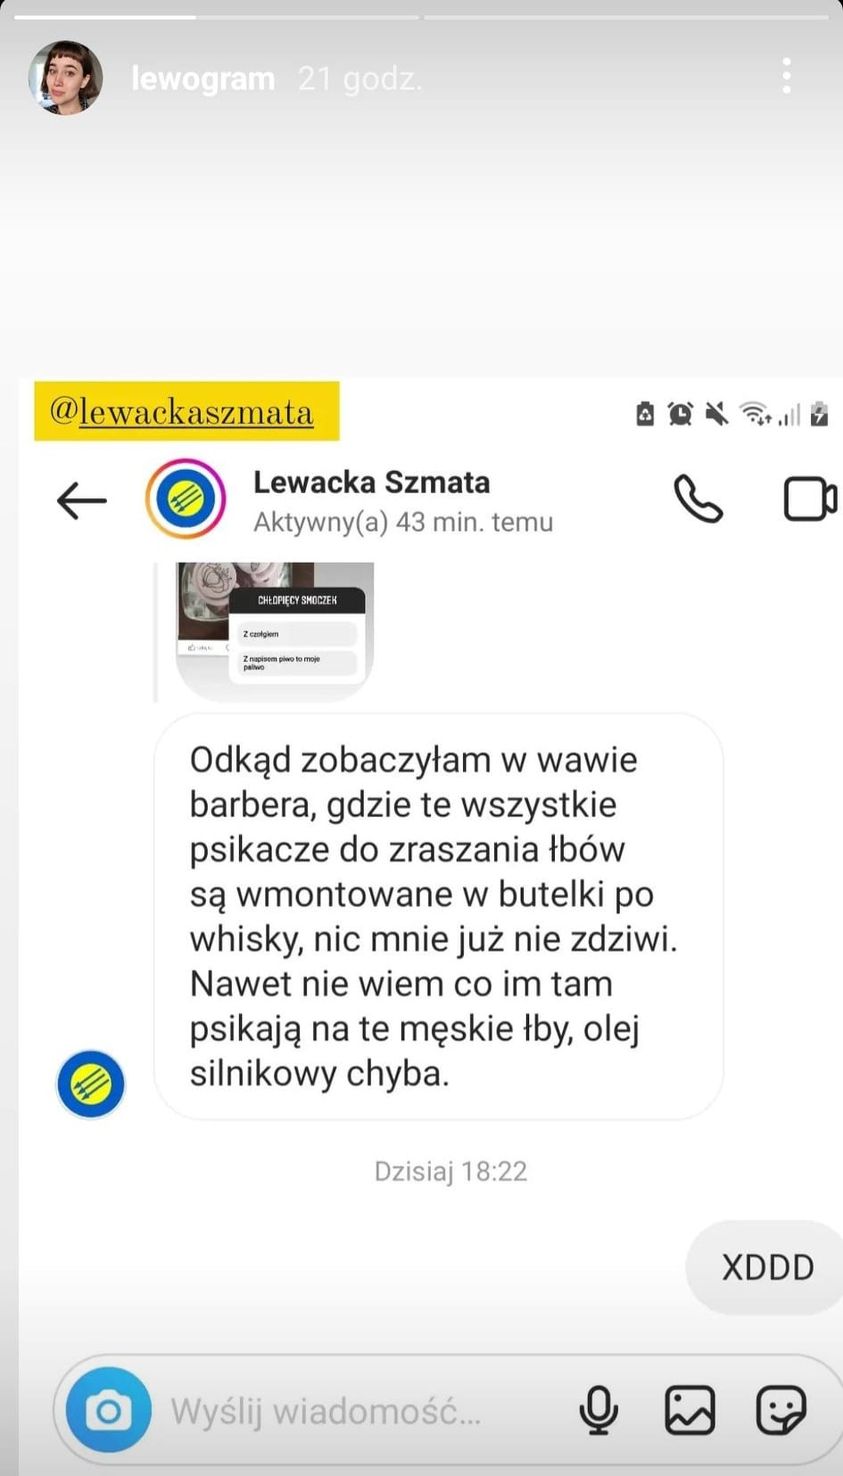 lewogram 21 godz.
@lewackaszmata
Lewacka Szmata
Aktywny(a) 43 min. temu
CHŁOPIĘCY SMOCZEK
Z czołgiem
Z napisem piwo to moje
paliwo
Odkąd zobaczyłam w wawie
barbera, gdzie te wszystkie
psikacze do zraszania łbów
są wmontowane w butelki po
whisky, nic mnie już nie zdziwi.
Nawet nie wiem co im tam
psikają na te męskie łby, olej
silnikowy chyba.
Dzisiaj 18:22
XDDD
Wyślij wiadomość...